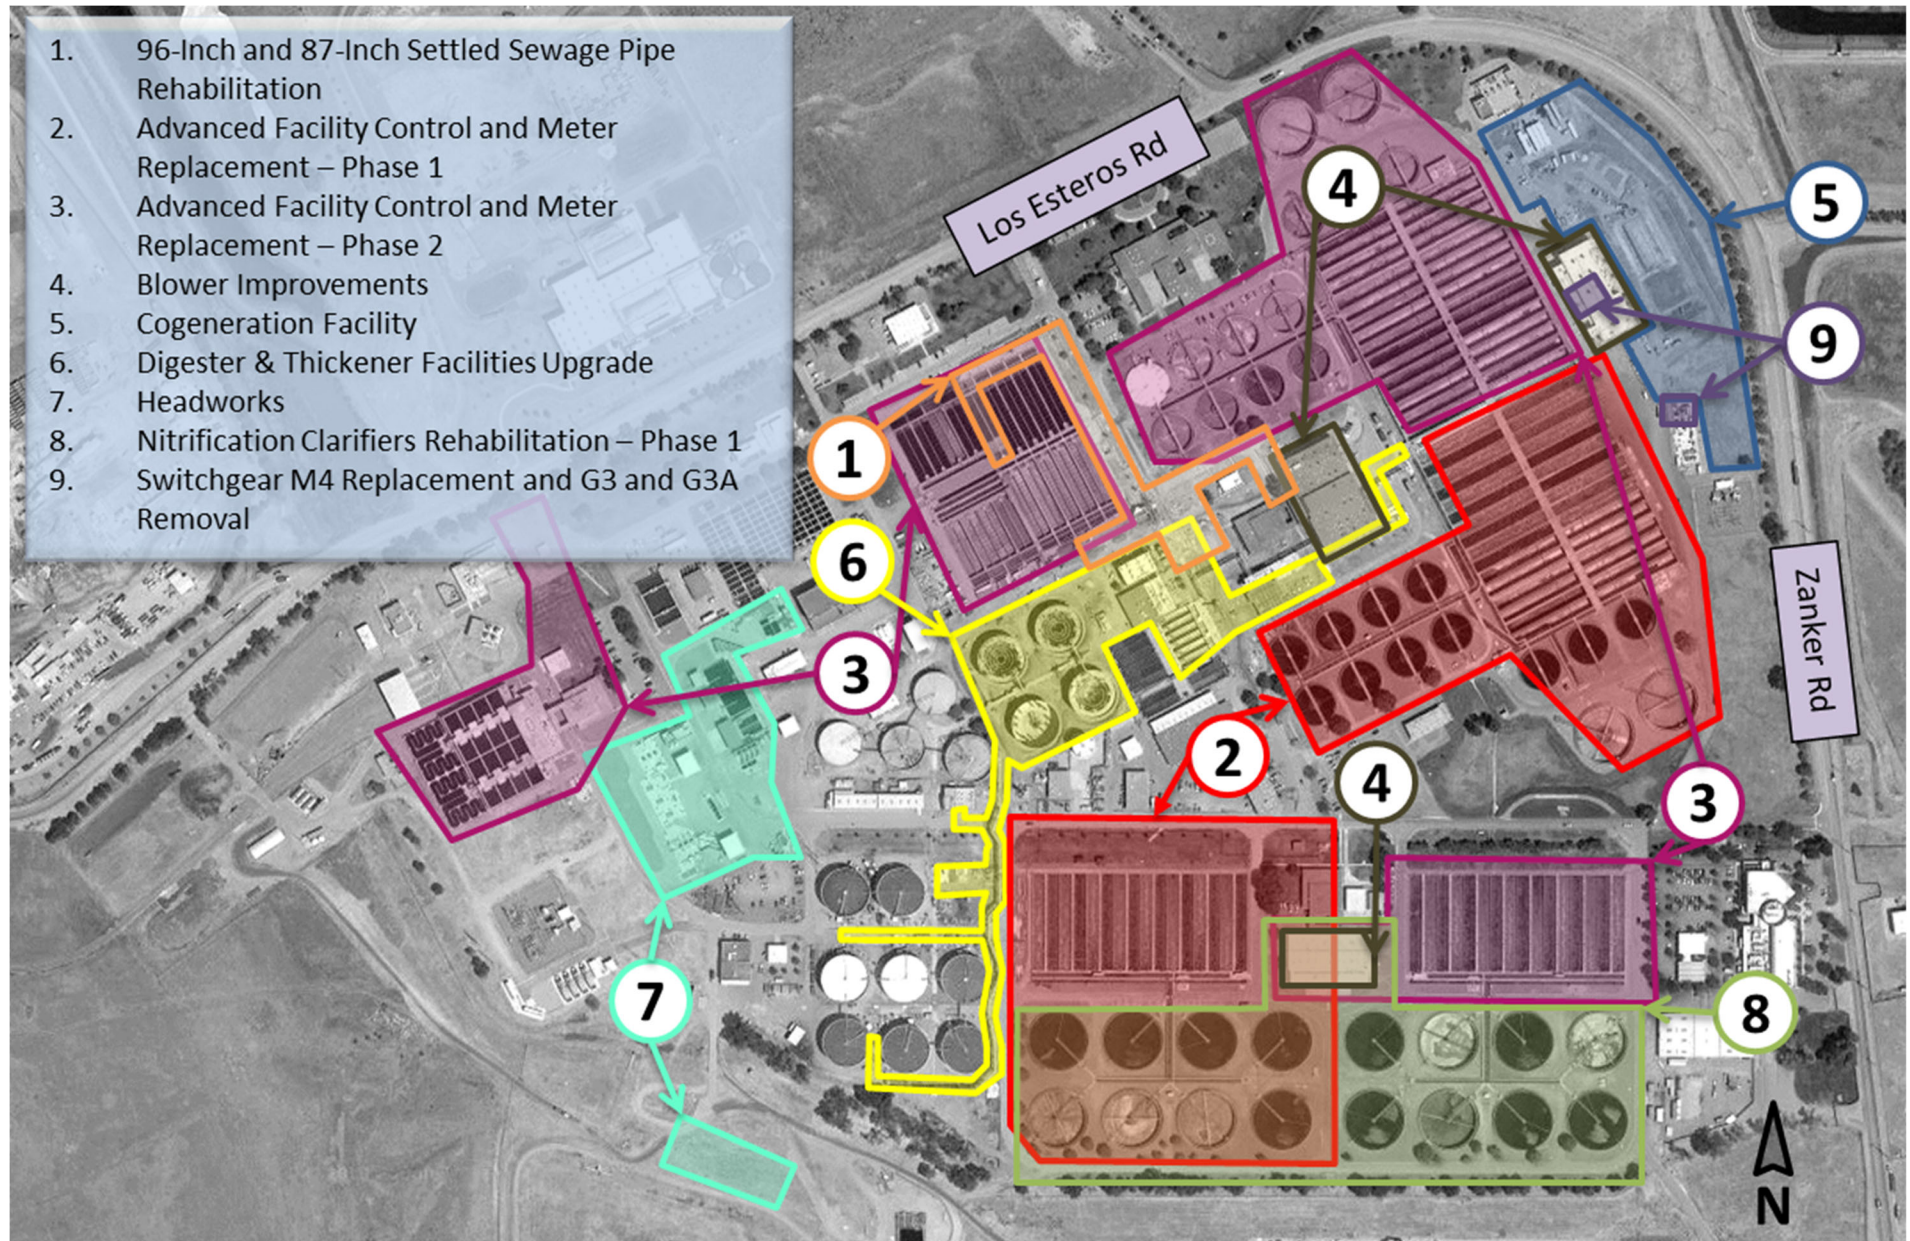 1. 96-Inch and 87-Inch Settled Sewage Pipe
Rehabilitation
2. Advanced Facility Control and Meter
Replacement – Phase 1
3. Advanced Facility Control and Meter
Replacement – Phase 2
4. Blower Improvements
5. Cogeneration Facility
6. Digester & Thickener Facilities Upgrade
7. Headworks
8. Nitrification Clarifiers Rehabilitation – Phase 1
9. Switchgear M4 Replacement and G3 and G3A
Removal
Los Esteros Rd
4
5
9
1
6
3
2
4
3
Zanker Rd
7
8
N